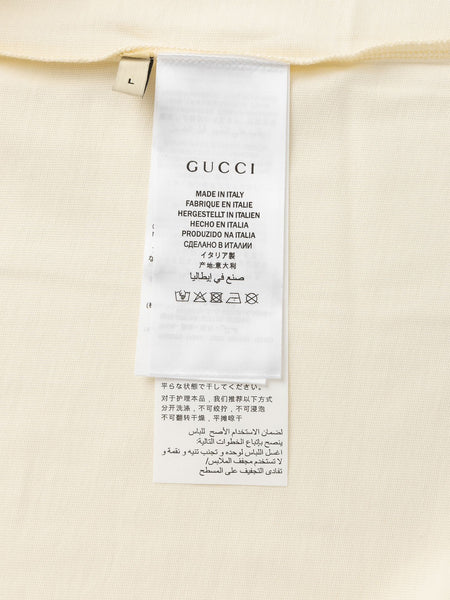 L
GUCCI
MADE IN ITALY
FABRIQUE EN ITALIE
HERGESTELLT IN ITALIEN
HECHO EN ITALIA
PRODUZIDO NA ITALIA
СДЕЛАНО В ИТАЛИИ
イタリア製
产地:意大利
صنع في إيطاليا
平らな状態で干してください。
对于护理本品，我们推荐以下方式
分开洗涤，不可绞拧，不可浸泡
不可翻转干燥，平摊晾干
لضمان الاستخدام الأصح للباس
ينصح بإتباع الخطوات التالية:
اغسل اللباس لوحده و تجنب تنيه و نقمة و
لا تستخدم مجفف الملابس/
تفادى التجفيف على المسطح